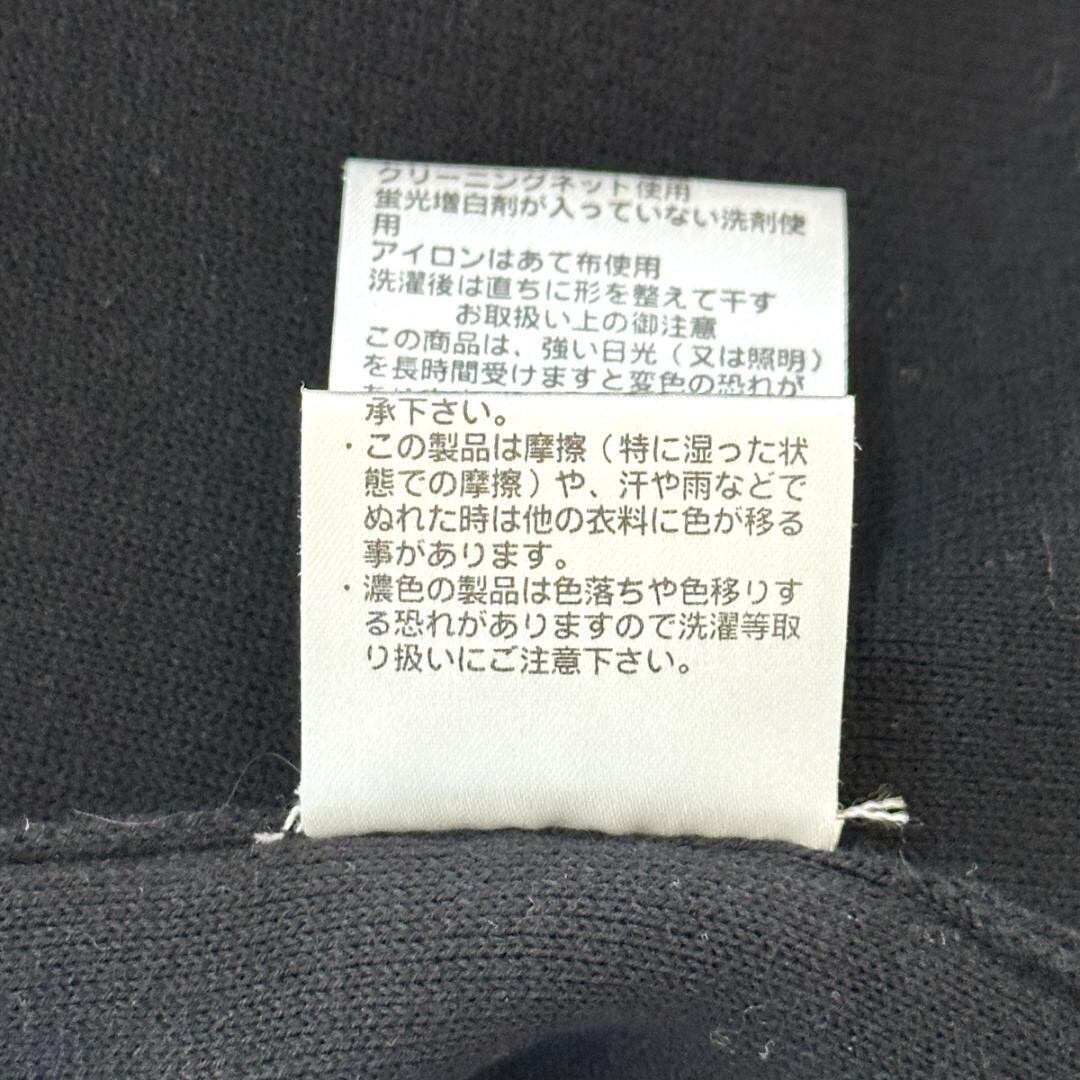 クリーニングネット使用
蛍光増白剤が入っていない洗剤使
用
アイロンはあて布使用
洗濯後は直ちに形を整えて干す
お取扱い上の御注意
この商品は、強い日光(又は照明)
を長時間受けますと変色の恐れが
承下さい。
・この製品は摩擦(特に湿った状
態での摩擦)や、汗や雨などで
ぬれた時は他の衣料に色が移る
事があります。
・濃色の製品は色落ちや色移りす
る恐れがありますので洗濯等取
り扱いにご注意下さい。